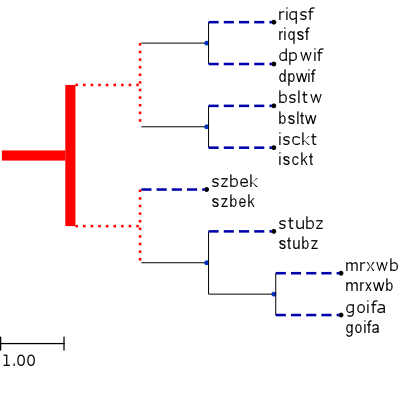 riqsf
riqsf
dpwif
dpwif
bsltw
bsltw
isckt
isckt
szbek
szbek
stubz
stubz
mrxwb
mrxwb
goifa
goifa
1.00